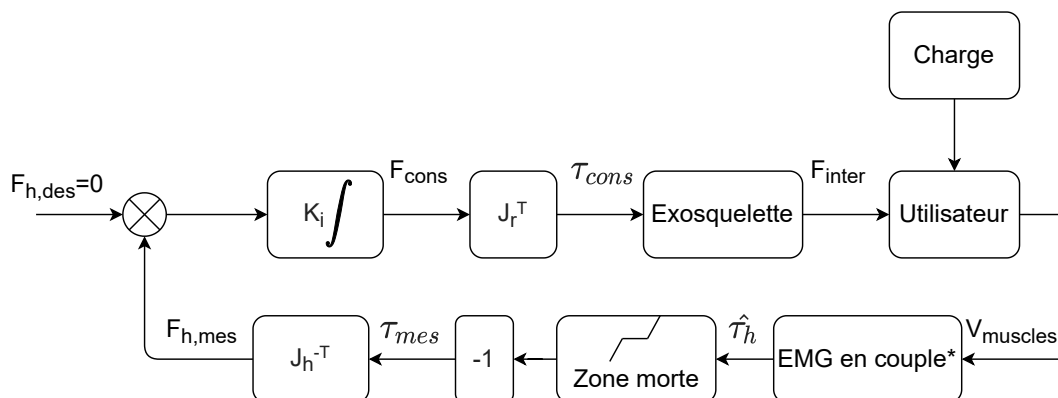 Charge
F_h,des=0
K_i∫
F_cons
J_r^T
τ_cons
Exosquelette
F_inter
Utilisateur
F_h,mes
J_h^-T
τ_mes
-1
Zone morte
τ̂_h
EMG en couple*
V_muscles